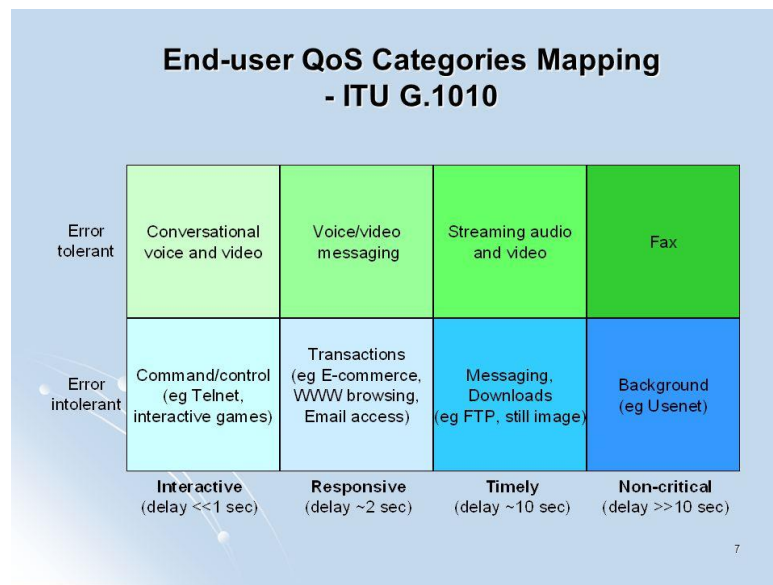 End-user QoS Categories Mapping
- ITU G.1010
Error
tolerant
Conversational
voice and video
Voice/video
messaging
Streaming audio
and video
Fax
Error
intolerant
Command/control
(eg Telnet,
interactive games)
Transactions
(eg E-commerce,
WWW browsing,
Email access)
Messaging,
Downloads
(eg FTP, still image)
Background
(eg Usenet)
Interactive
(delay <<1 sec)
Responsive
(delay ~2 sec)
Timely
(delay ~10 sec)
Non-critical
(delay >>10 sec)
7